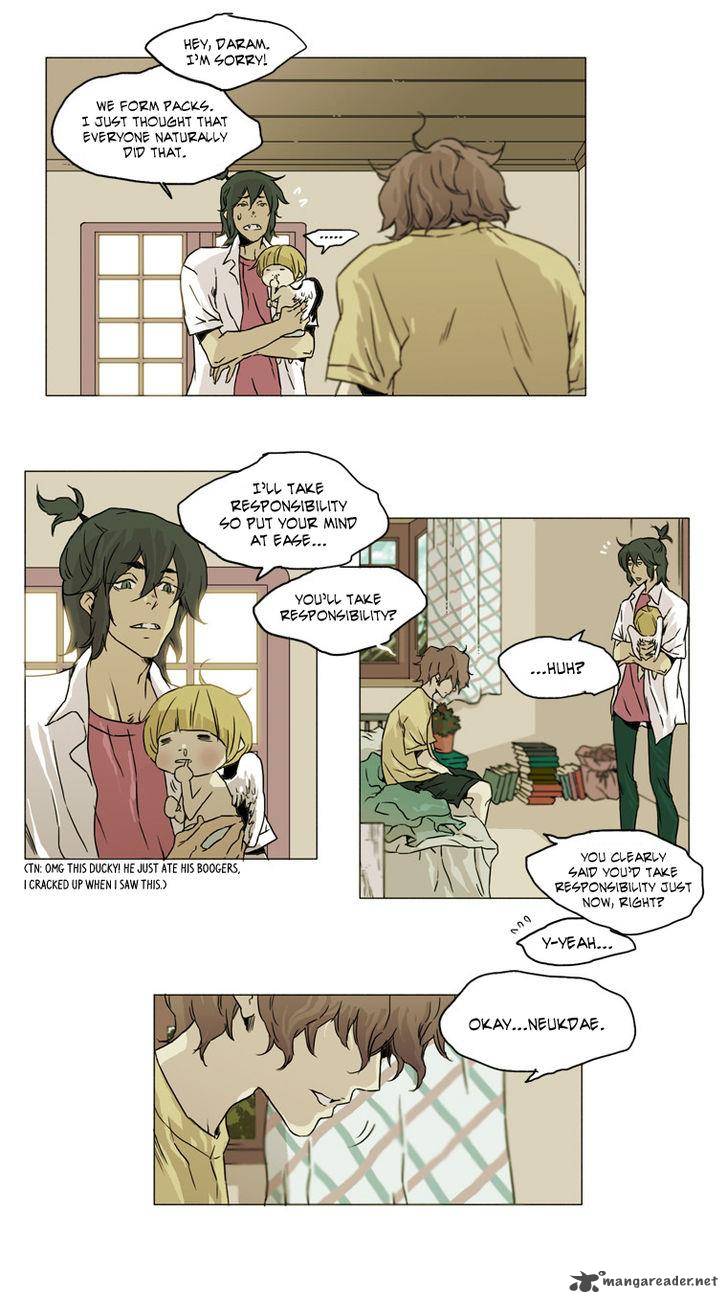 HEY, DARAM.
I'M SORRY!
WE FORM PACKS.
I JUST THOUGHT THAT
EVERYONE NATURALLY
DID THAT.
.....
I'LL TAKE
RESPONSIBILITY
SO PUT YOUR MIND
AT EASE...
YOU'LL TAKE
RESPONSIBILITY?
...HUH?
(TN: OMG THIS DUCKY! HE JUST ATE HIS BOOGERS,
I CRACKED UP WHEN I SAW THIS.)
YOU CLEARLY
SAID YOU'D TAKE
RESPONSIBILITY JUST
NOW, RIGHT?
Y-YEAH...
OKAY...NEUKDAE.
mangareader.net